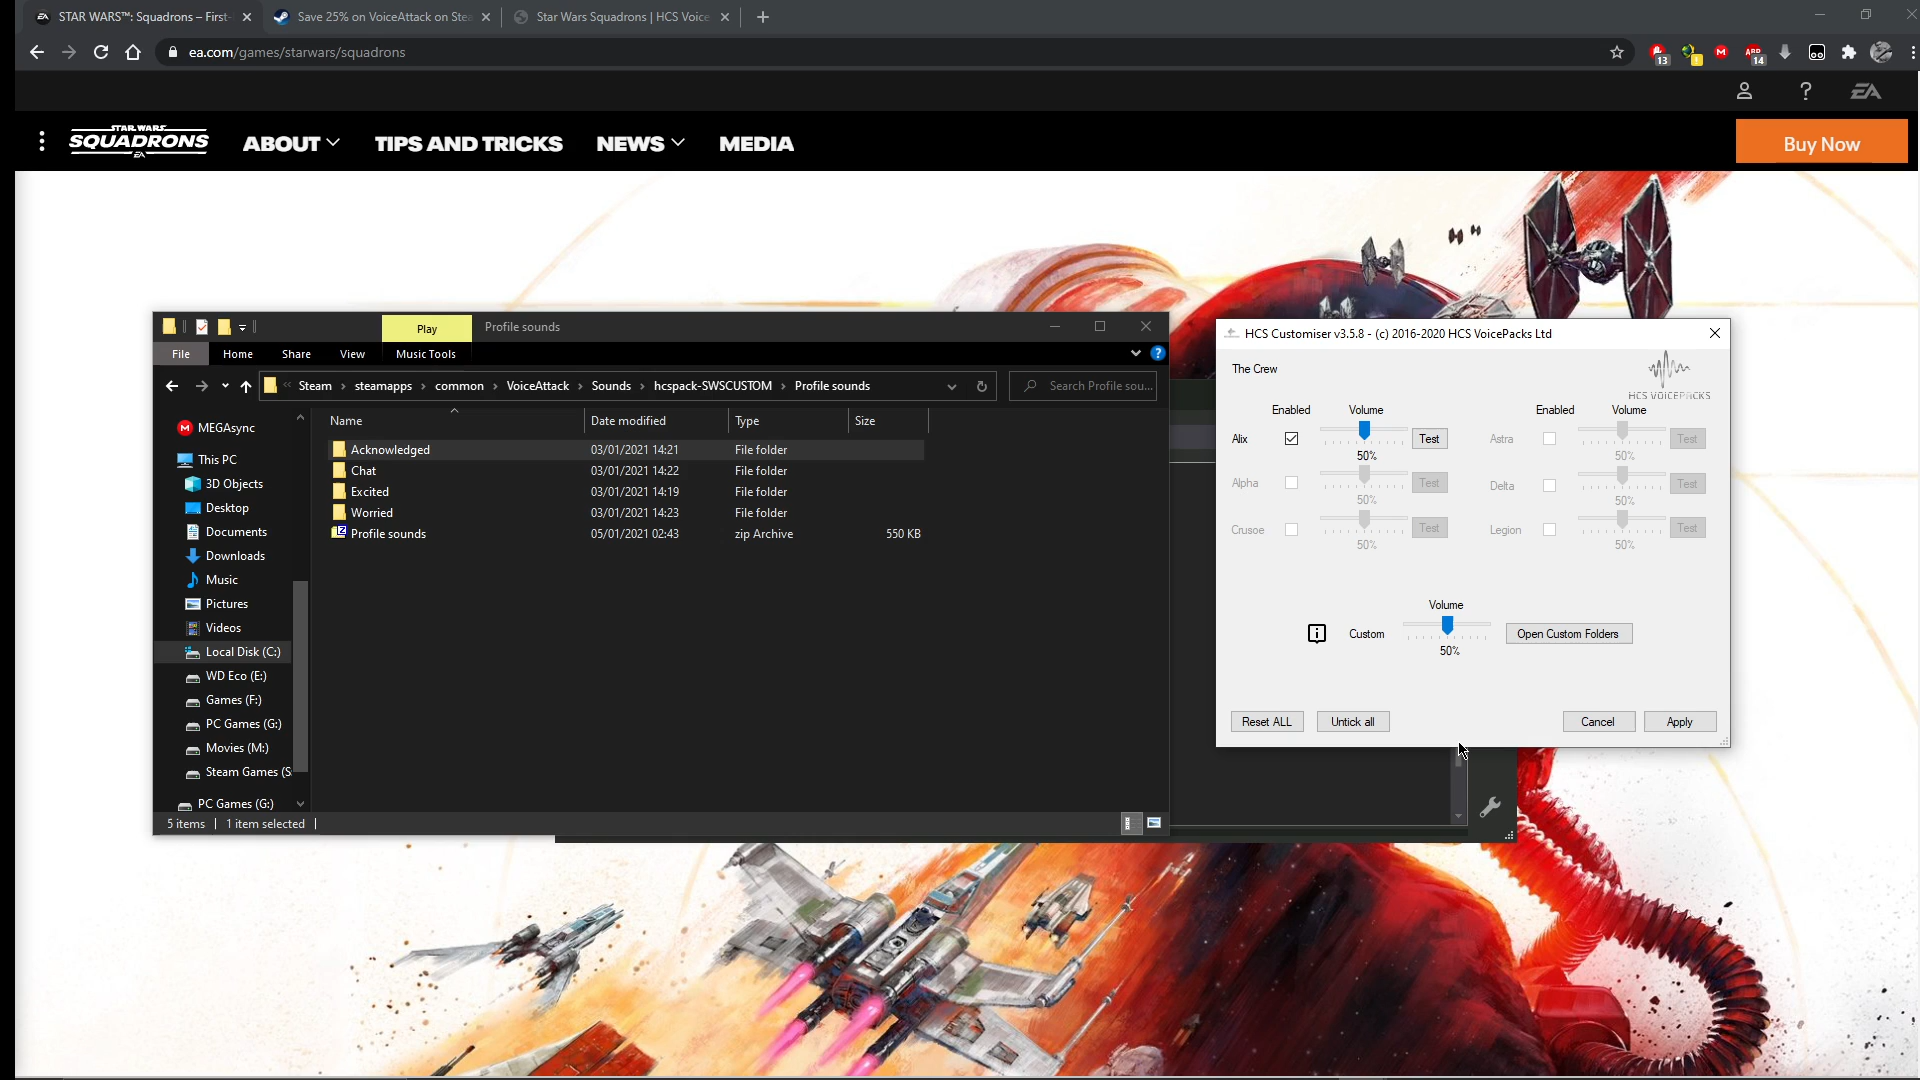 STAR WARS™: Squadrons – First-
Save 25% on VoiceAttack on Stea
Star Wars Squadrons | HCS Voice
ea.com/games/starwars/squadrons
13
14
?
EA
STAR WARS
SQUADRONS
EA
ABOUT
TIPS AND TRICKS
NEWS
MEDIA
Buy Now
Play
Profile sounds
File
Home
Share
View
Music Tools
Steam
steamapps
common
VoiceAttack
Sounds
hcspack-SWSCUSTOM
Profile sounds
Search Profile sou...
Name
Date modified
Type
Size
Acknowledged
03/01/2021 14:21
File folder
Chat
03/01/2021 14:22
File folder
Excited
03/01/2021 14:19
File folder
Worried
03/01/2021 14:23
File folder
Profile sounds
05/01/2021 02:43
zip Archive
550 KB
MEGAsync
This PC
3D Objects
Desktop
Documents
Downloads
Music
Pictures
Videos
Local Disk (C:)
WD Eco (E:)
Games (F:)
PC Games (G:)
Movies (M:)
Steam Games (S
PC Games (G:)
5 items
1 item selected
HCS Customiser v3.5.8 - (c) 2016-2020 HCS VoicePacks Ltd
The Crew
HCS VOICEPACKS
Enabled
Volume
Enabled
Volume
Alix
Test
50%
Astra
Test
50%
Alpha
Test
50%
Delta
Test
50%
Crusoe
Test
50%
Legion
Test
50%
Volume
Custom
50%
Open Custom Folders
Reset ALL
Untick all
Cancel
Apply